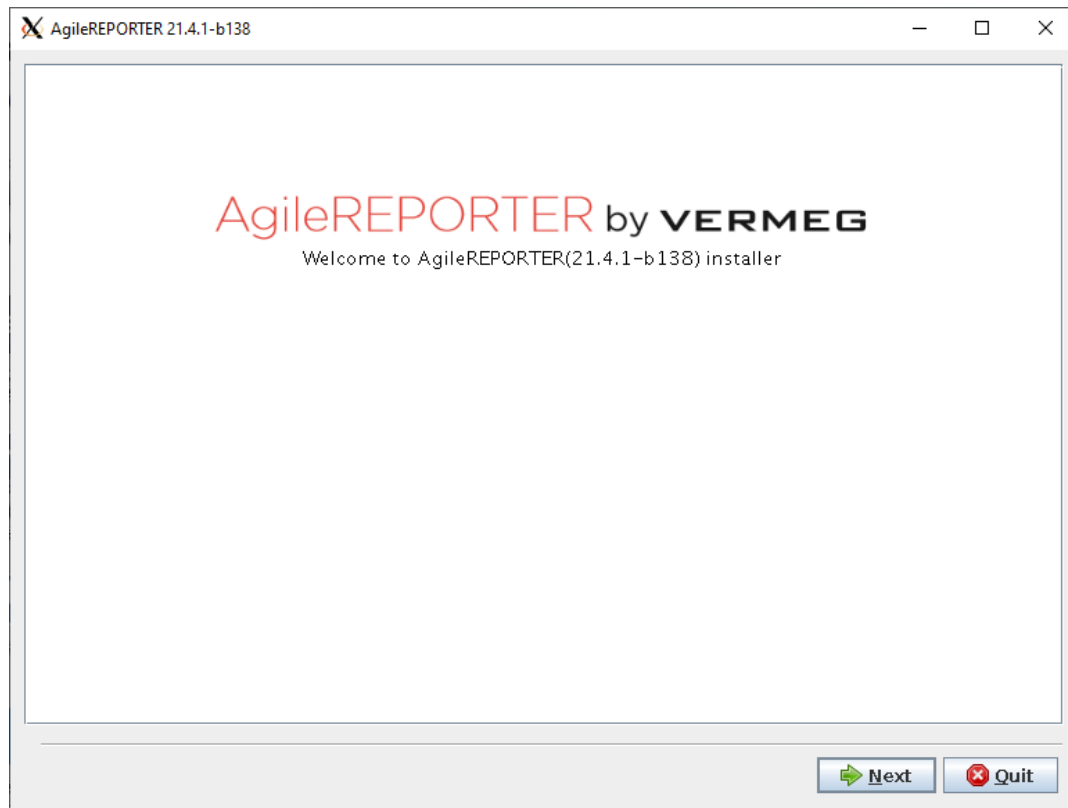 AgileREPORTER 21.4.1-b138
AgileREPORTER by VERMEG
Welcome to AgileREPORTER(21.4.1-b138) installer
Next Quit